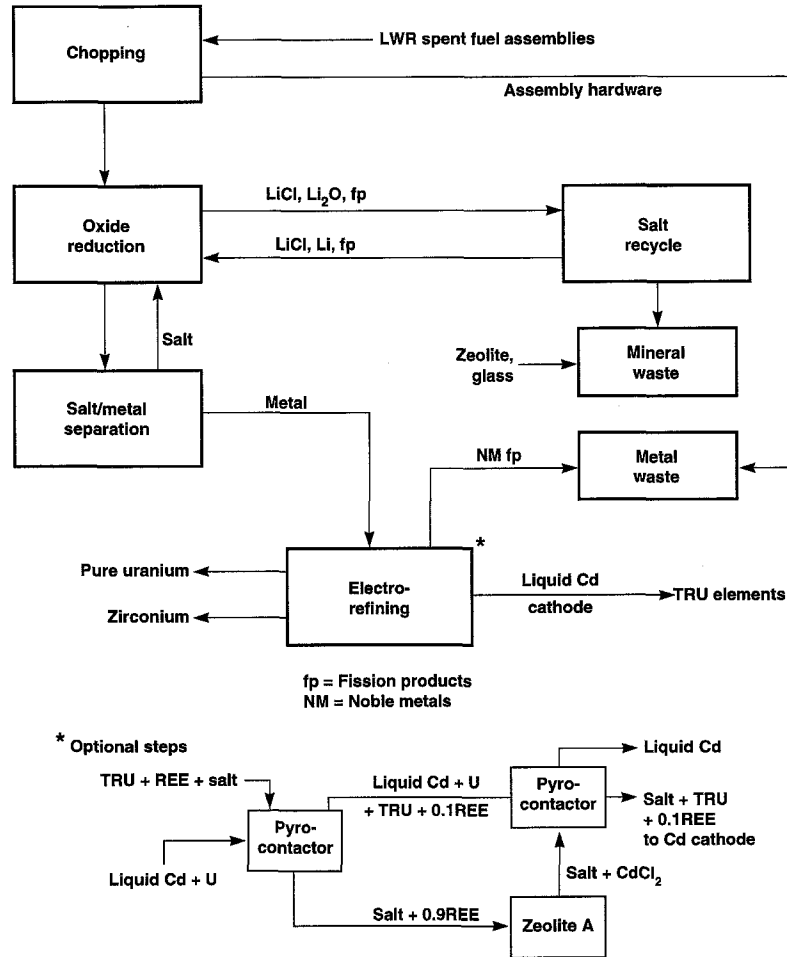 Chopping
LWR spent fuel assemblies
Assembly hardware
LiCl, Li₂O, fp
Oxide
reduction
Salt
recycle
LiCl, Li, fp
Salt
Zeolite,
glass
Mineral
waste
Salt/metal
separation
Metal
NM fp
Metal
waste
*
Pure uranium
Zirconium
Electro-
refining
Liquid Cd
cathode
TRU elements
fp = Fission products
NM = Noble metals
* Optional steps
TRU + REE + salt
Pyro-
contactor
Liquid Cd + U
Liquid Cd + U
+ TRU + 0.1REE
Pyro-
contactor
Liquid Cd
Salt + TRU
+ 0.1REE
to Cd cathode
Salt + CdCl₂
Salt + 0.9REE
Zeolite A